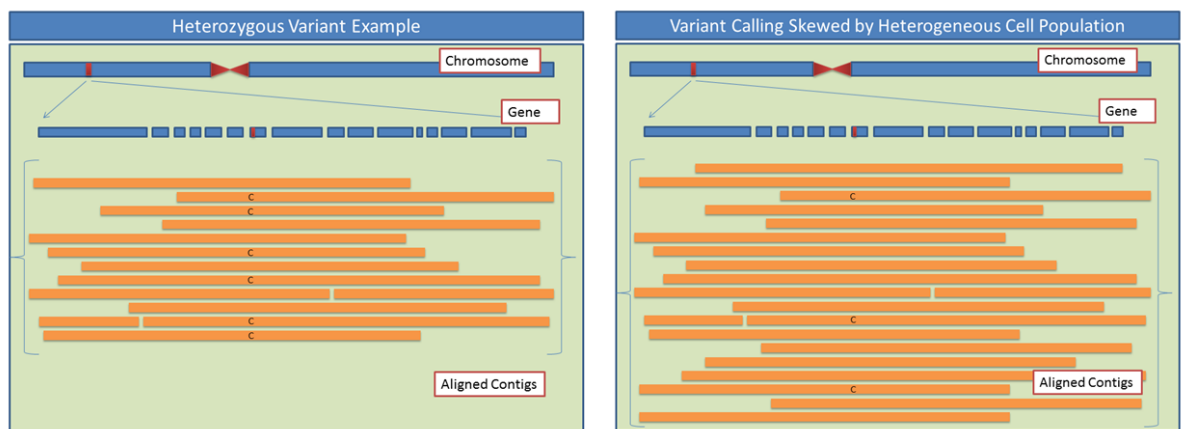 Heterozygous Variant Example
Chromosome
Gene
C
C
C
C
C
C
Aligned Contigs
Variant Calling Skewed by Heterogeneous Cell Population
Chromosome
Gene
C
C
C
Aligned Contigs